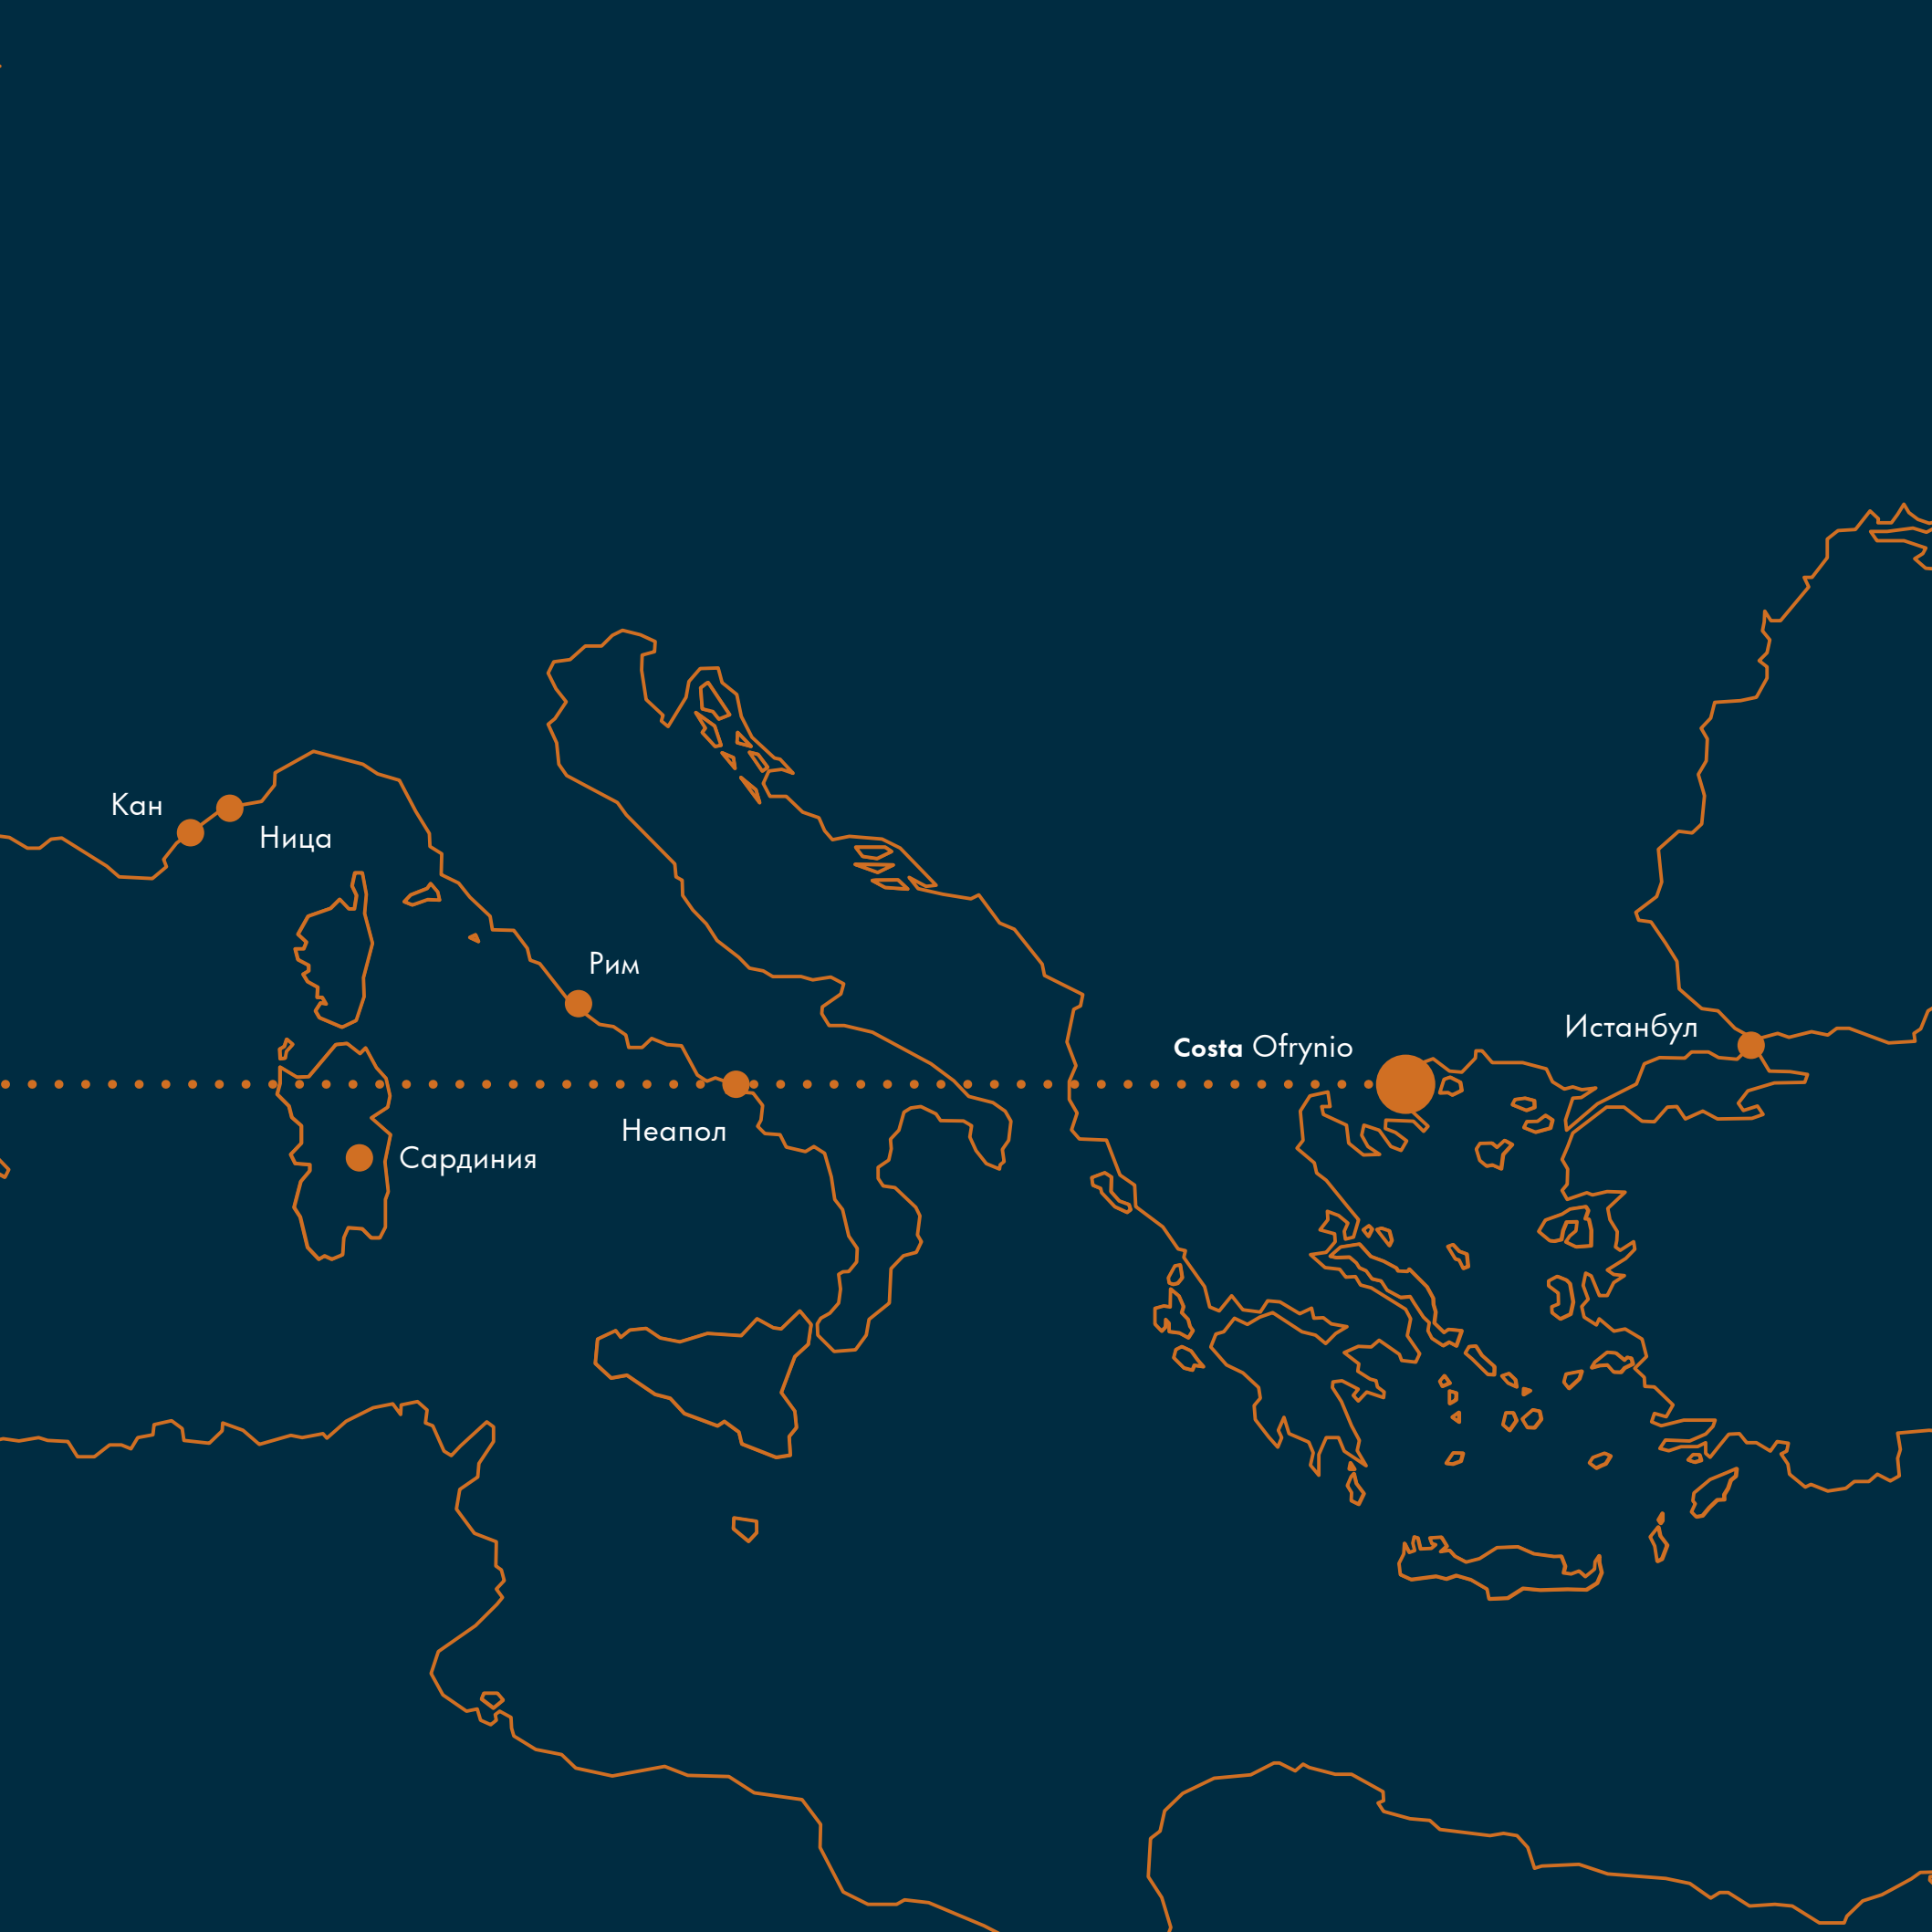 Кан
Ница
Рим
Истанбул
Costa Ofrynio
Неапол
Сардиния